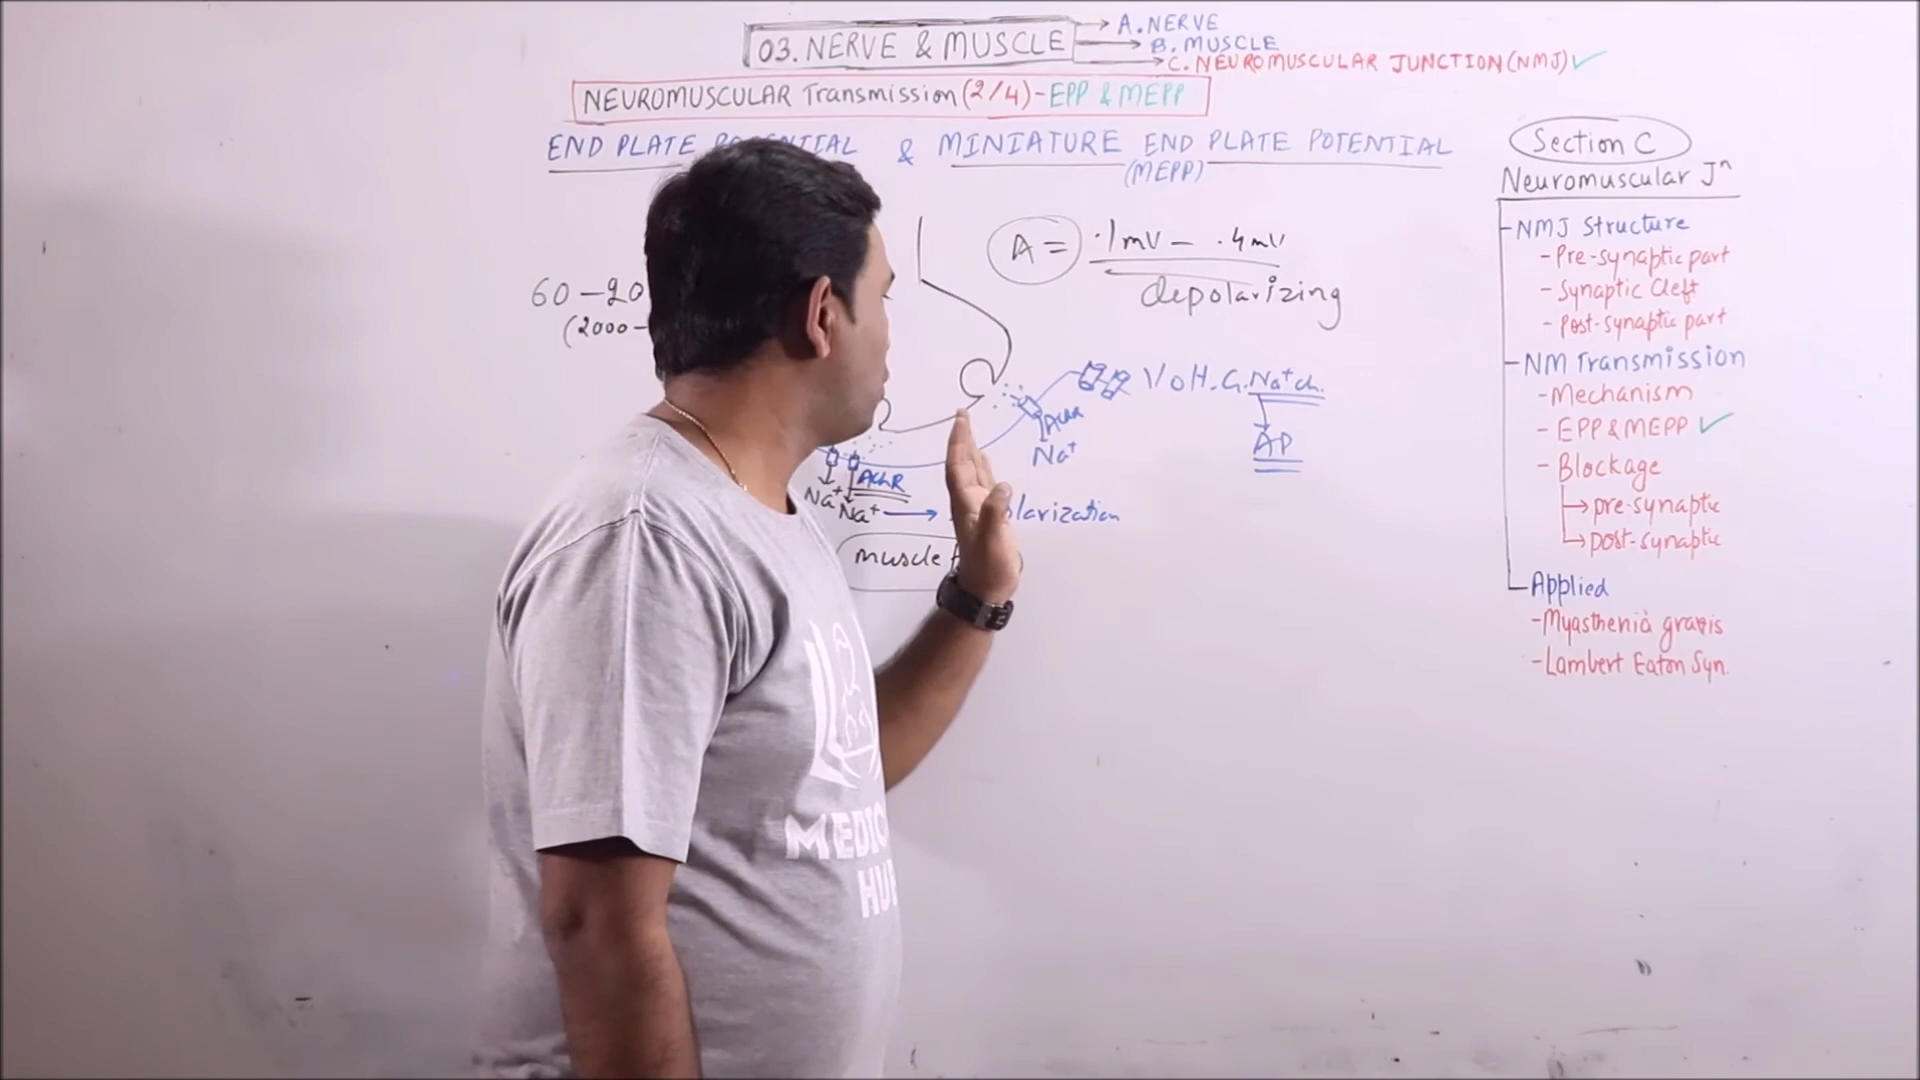 03. NERVE & MUSCLE
A. NERVE
B. MUSCLE
C. NEUROMUSCULAR JUNCTION (NMJ) ✓
NEUROMUSCULAR Transmission (2/4) - EPP & MEPP
END PLATE & MINIATURE END PLATE POTENTIAL
(MEPP)
A = .1mV - .4mV
depolarizing
60 - 20
(2000 -
Na+ ch.
AP
AChR
Na+
AChR
Na+
Na+ →
muscle
MEDIC
HUB
Section C
Neuromuscular Jn
- NMJ Structure
- Pre-synaptic part
- Synaptic Cleft
- Post-synaptic part
- NM Transmission
- Mechanism
- EPP & MEPP ✓
- Blockage
→ pre-synaptic
→ post-synaptic
- Applied
- Myasthenia gravis
- Lambert Eaton Syn.